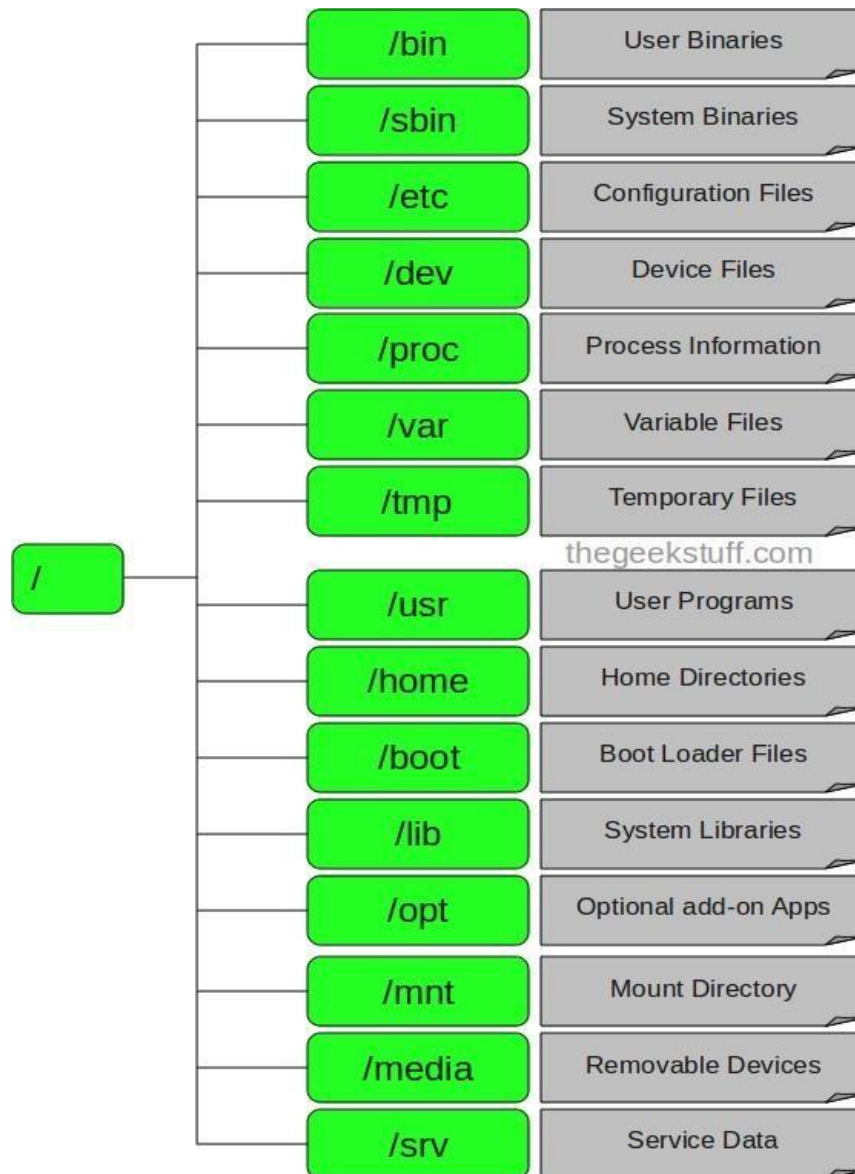 /bin User Binaries
/sbin System Binaries
/etc Configuration Files
/dev Device Files
/proc Process Information
/var Variable Files
/tmp Temporary Files
thegeekstuff.com
/
/usr User Programs
/home Home Directories
/boot Boot Loader Files
/lib System Libraries
/opt Optional add-on Apps
/mnt Mount Directory
/media Removable Devices
/srv Service Data